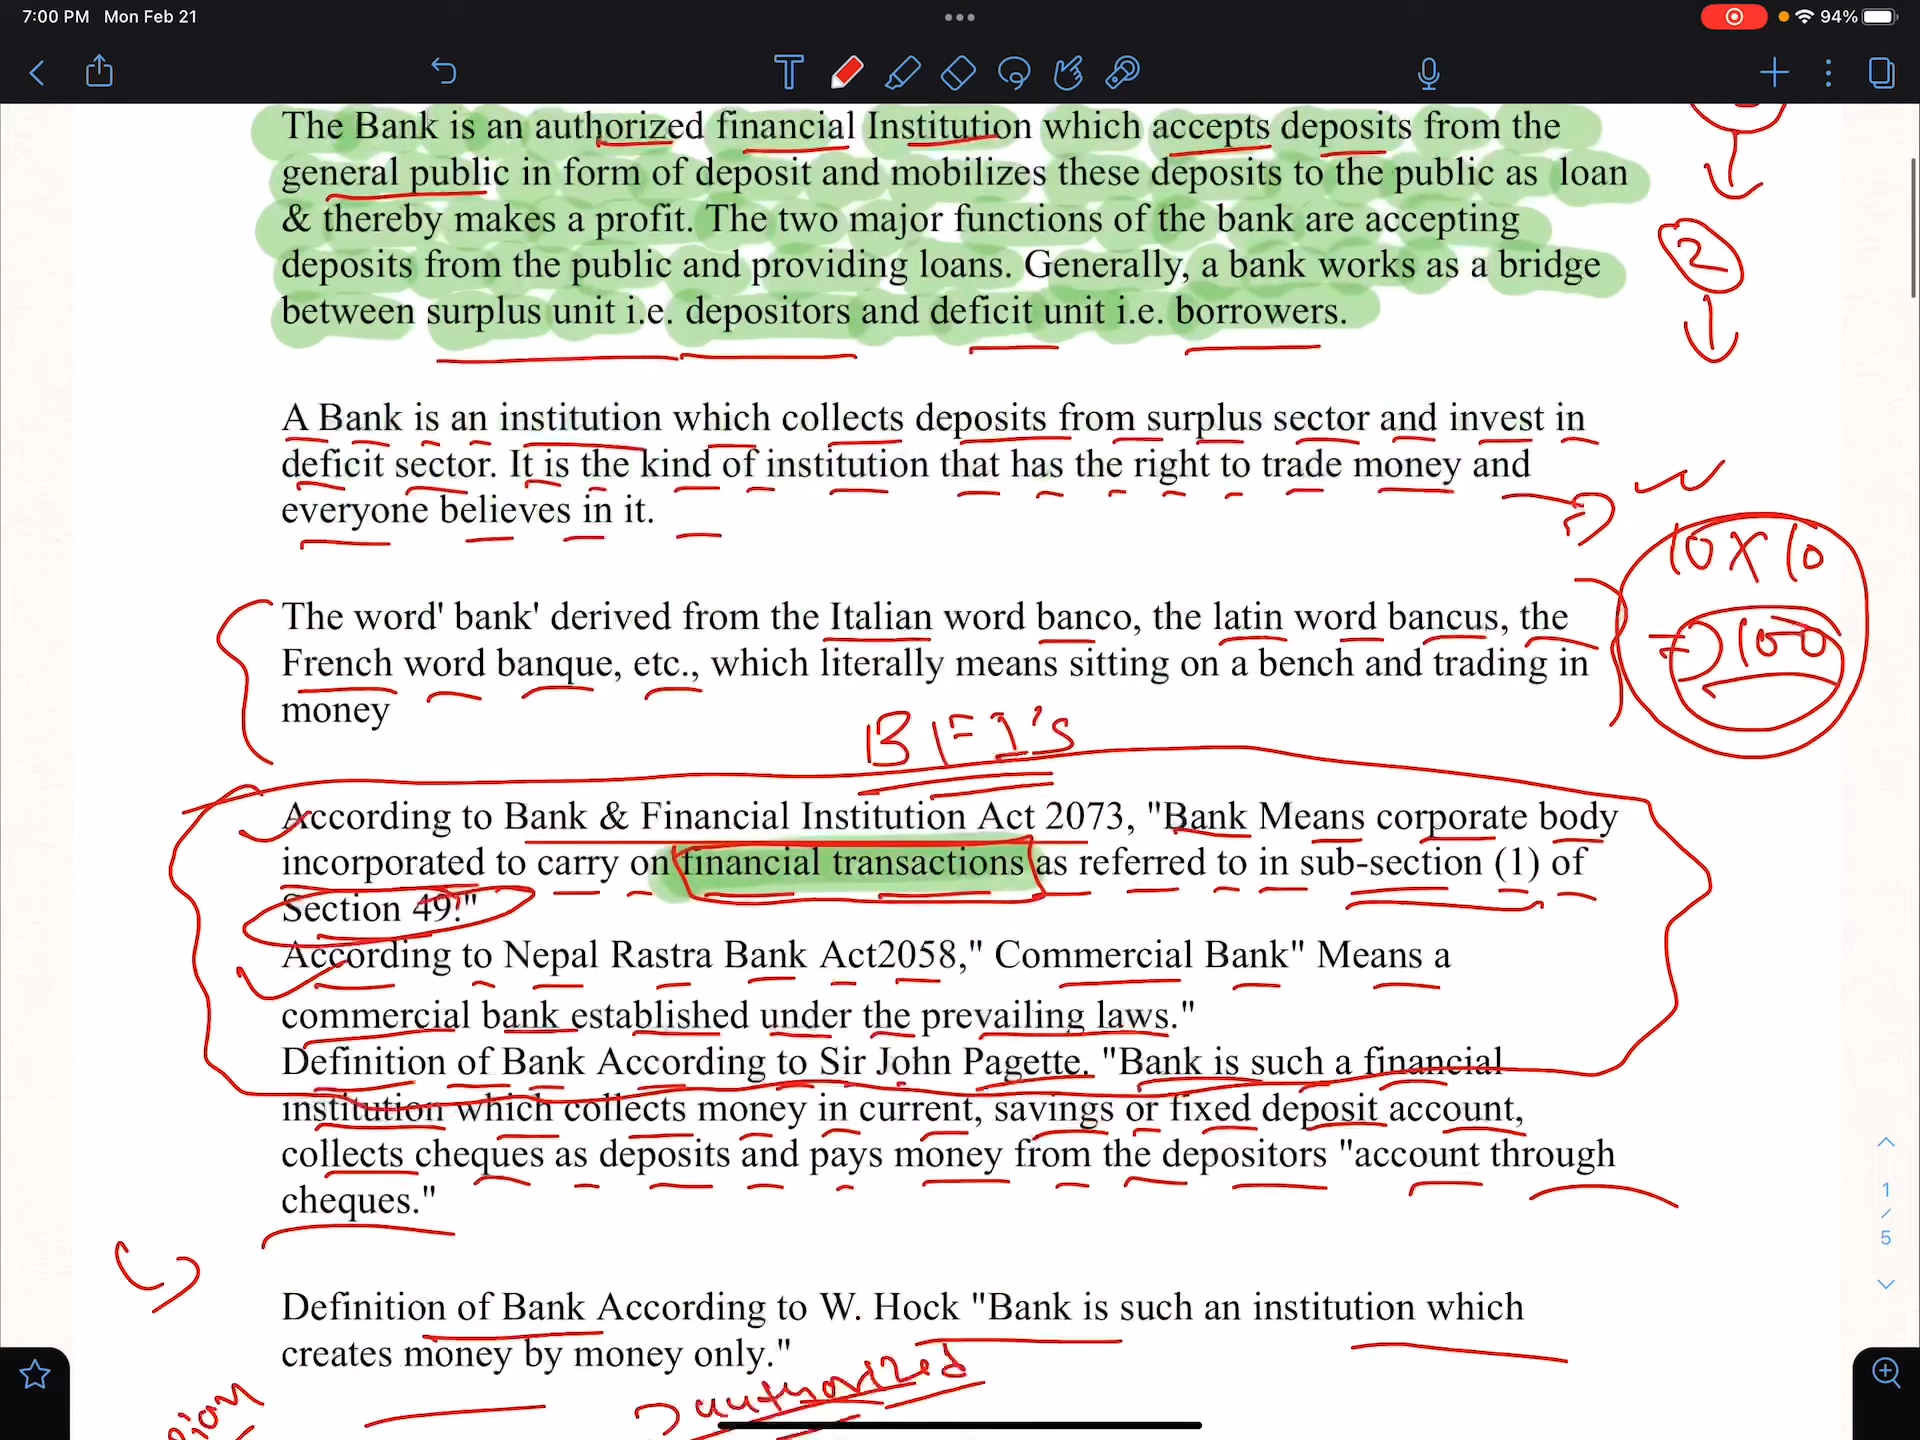 7:00 PM Mon Feb 21
94%
The Bank is an authorized financial Institution which accepts deposits from the
general public in form of deposit and mobilizes these deposits to the public as loan
& thereby makes a profit. The two major functions of the bank are accepting
deposits from the public and providing loans. Generally, a bank works as a bridge
between surplus unit i.e. depositors and deficit unit i.e. borrowers.
2
A Bank is an institution which collects deposits from surplus sector and invest in
deficit sector. It is the kind of institution that has the right to trade money and
everyone believes in it.
10 X 10
100
The word' bank' derived from the Italian word banco, the latin word bancus, the
French word banque, etc., which literally means sitting on a bench and trading in
money
BFI's
According to Bank & Financial Institution Act 2073, "Bank Means corporate body
incorporated to carry on financial transactions as referred to in sub-section (1) of
Section 49."
According to Nepal Rastra Bank Act2058," Commercial Bank" Means a
commercial bank established under the prevailing laws."
Definition of Bank According to Sir John Pagette. "Bank is such a financial
institution which collects money in current, savings or fixed deposit account,
collects cheques as deposits and pays money from the depositors "account through
cheques."
1
/
5
Definition of Bank According to W. Hock "Bank is such an institution which
creates money by money only."
authorized